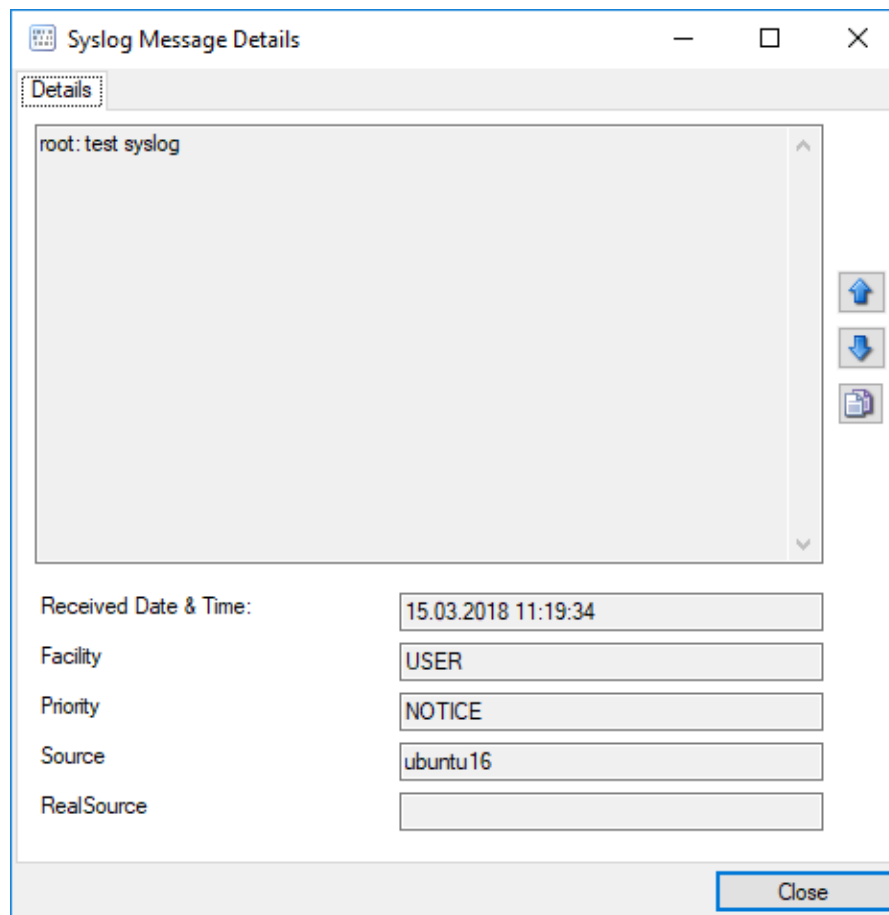 Syslog Message Details
Details
root: test syslog
Received Date & Time:
15.03.2018 11:19:34
Facility
USER
Priority
NOTICE
Source
ubuntu16
RealSource
Close